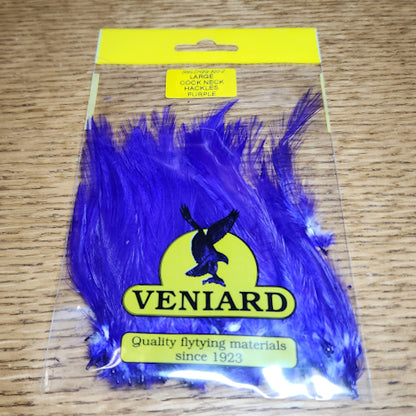 LARGE
COCK NECK
HACKLES
PURPLE
VENIARD
Quality flytying materials
since 1923